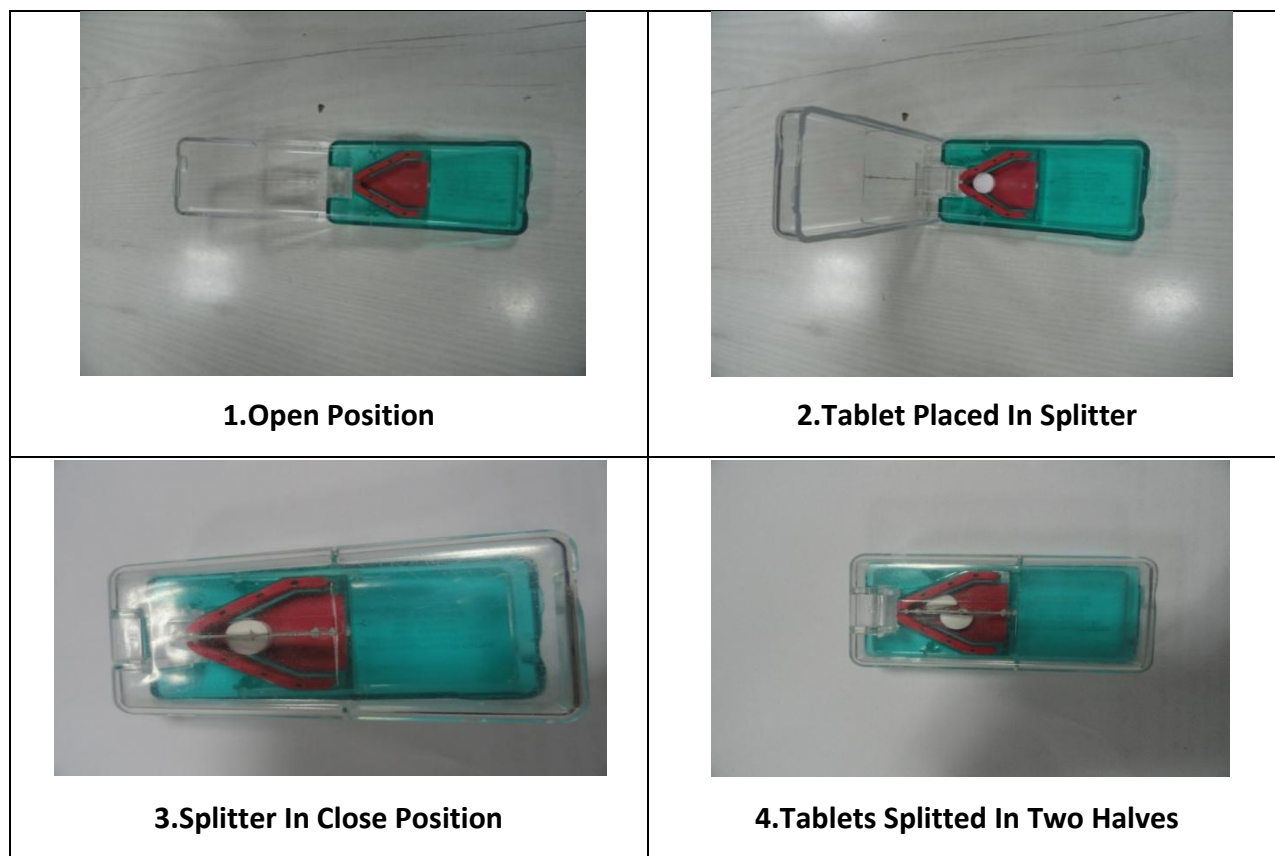 1.Open Position
2.Tablet Placed In Splitter
3.Splitter In Close Position
4.Tablets Splitted In Two Halves